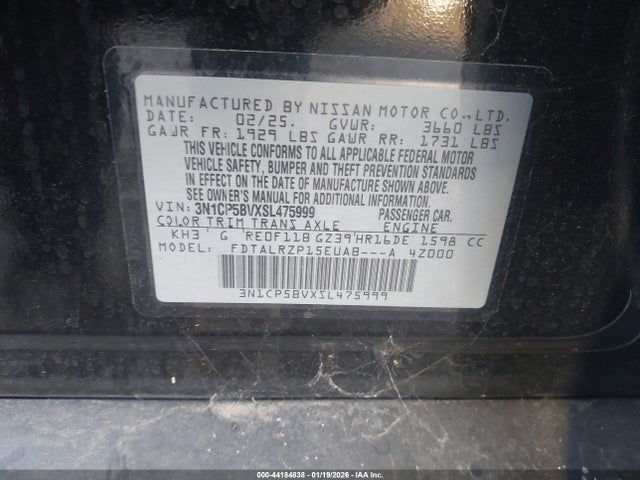 MANUFACTURED BY NISSAN MOTOR CO., LTD.
DATE: 02/25. GVWR: 3660 LBS
GAWR FR: 1929 LBS GAWR RR: 1731 LBS
THIS VEHICLE CONFORMS TO ALL APPLICABLE FEDERAL MOTOR
VEHICLE SAFETY, BUMPER AND THEFT PREVENTION STANDARDS
IN EFFECT ON THE DATE OF MANUFACTURE SHOWN ABOVE.
SEE OWNER'S MANUAL FOR ADDITIONAL INFORMATION
VIN: 3N1CP5BVXSL475999 PASSENGER CAR.
COLOR TRIM TRANS AXLE ENGINE
KH3 G RE0F11B GZ39 HR16DE 1598 CC
MODEL: FDTALRZP15EUAB---A 42000
3N1CP5BVXSL475999
000-44184838 - 01/19/2026 - IAAI.COM